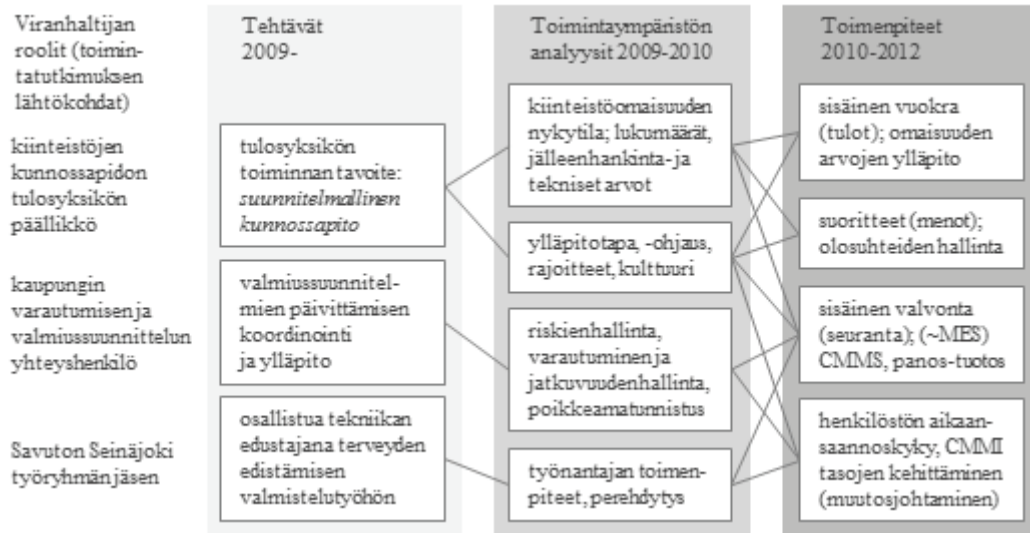 Viranhaltijan
roolit (toimin-
tatutkimuksen
lähtökohdat)
Tehtävät
2009-
Toimintaympäristön
analyysit 2009-2010
Toimenpiteet
2010-2012
kiinteistöjen
kunnossapidon
tulosyksikön
päällikkö
tulosyksikön
toiminnan tavoite:
suunnitelmallinen
kunnossapito
kiinteistöomaisuuden
nykytila; lukumäärät,
jälleenhankinta- ja
tekniset arvot
sisäinen vuokra
(tulot); omaisuuden
arvojen ylläpito
ylläpitotapa, -ohjaus,
rajoitteet, kulttuuri
suoritteet (menot);
olosuhteiden hallinta
kaupungin
varautumisen ja
valmiussuunnittelun
yhteyshenkilö
valmiussuunnitel-
mien päivittämisen
koordinointi
ja ylläpito
riskienhallinta,
varautuminen ja
jatkuvuudenhallinta,
poikkeamatunnistus
sisäinen valvonta
(seuranta); (~MES)
CMMS, panos-tuotos
Savuton Seinäjoki
työryhmän jäsen
osallistua tekniikan
edustajana terveyden
edistämisen
valmistelutyöhön
työnantajan toimen-
piteet, perehdytys
henkilöstön aikaan-
saannoskyky, CMMI
tasojen kehittäminen
(muutosjohtaminen)